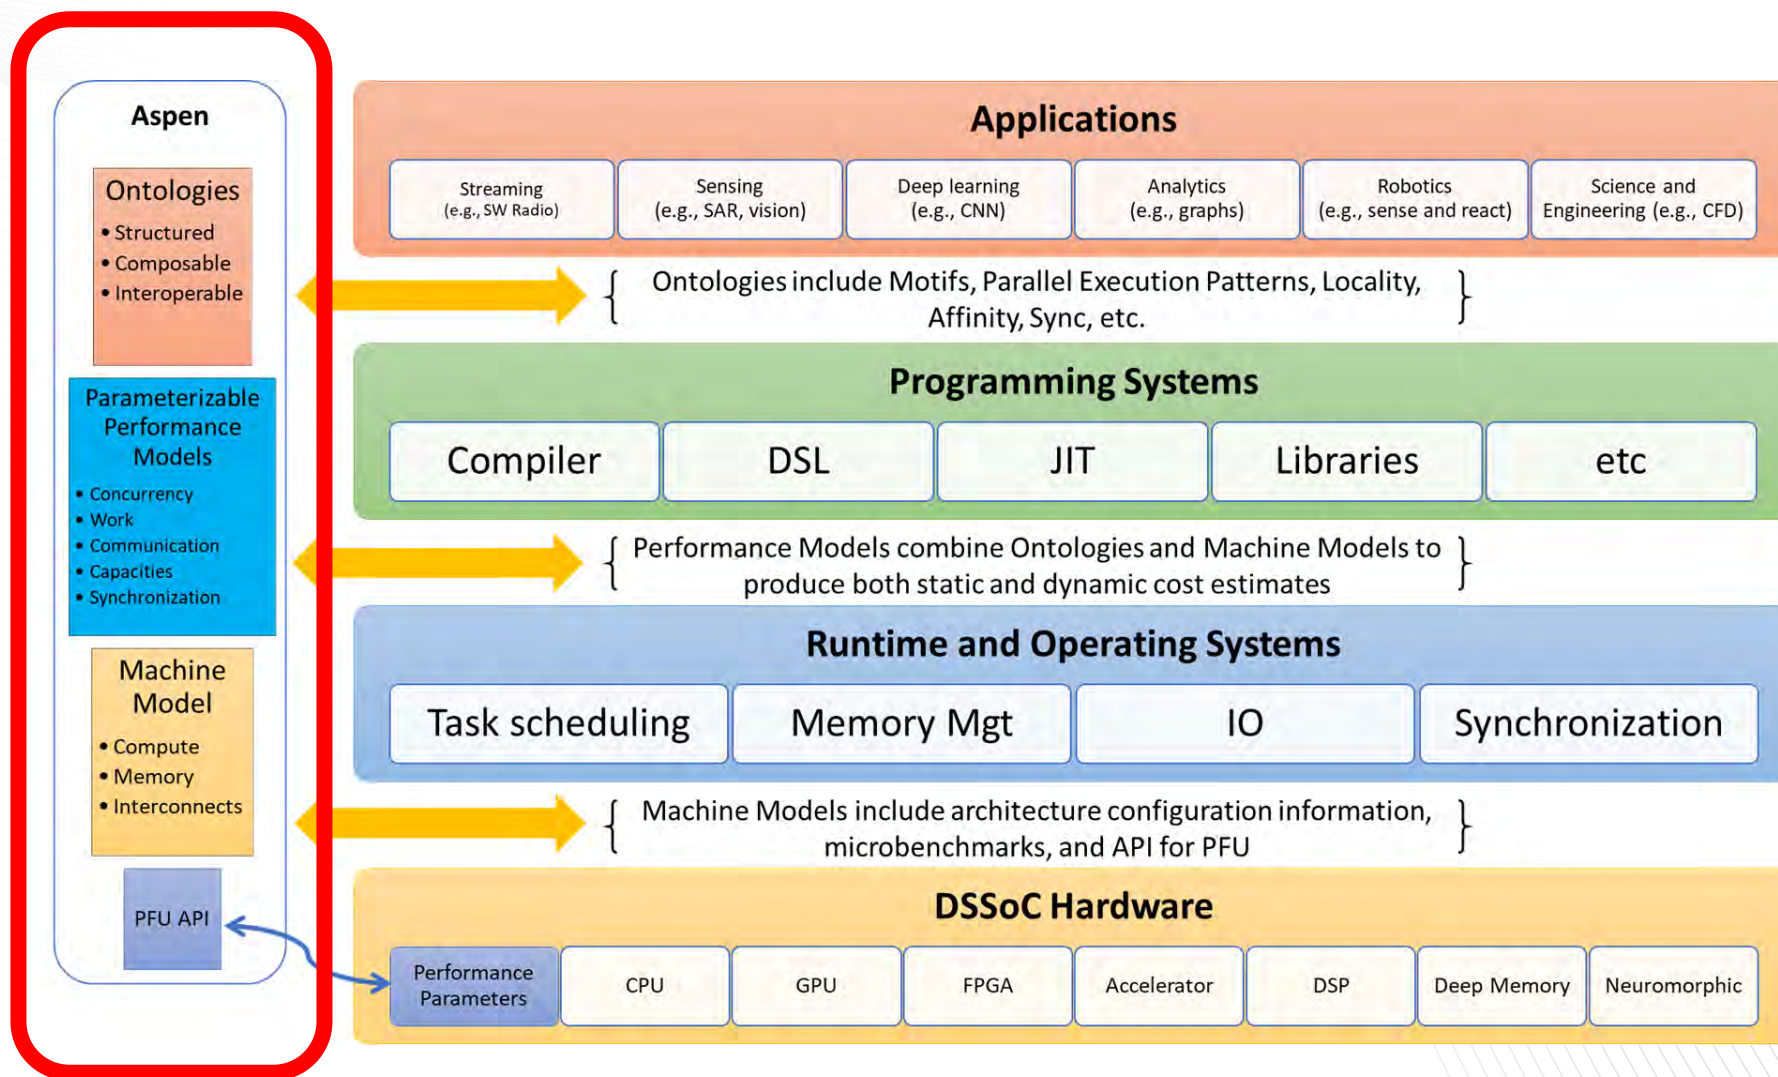 Aspen
Ontologies
• Structured
• Composable
• Interoperable
Parameterizable
Performance
Models
• Concurrency
• Work
• Communication
• Capacities
• Synchronization
Machine
Model
• Compute
• Memory
• Interconnects
PFU API
Applications
Streaming
(e.g., SW Radio)
Sensing
(e.g., SAR, vision)
Deep learning
(e.g., CNN)
Analytics
(e.g., graphs)
Robotics
(e.g., sense and react)
Science and
Engineering (e.g., CFD)
{ Ontologies include Motifs, Parallel Execution Patterns, Locality, }
Affinity, Sync, etc.
Programming Systems
Compiler
DSL
JIT
Libraries
etc
{ Performance Models combine Ontologies and Machine Models to }
produce both static and dynamic cost estimates
Runtime and Operating Systems
Task scheduling
Memory Mgt
IO
Synchronization
{ Machine Models include architecture configuration information, }
microbenchmarks, and API for PFU
DSSoC Hardware
Performance
Parameters
CPU
GPU
FPGA
Accelerator
DSP
Deep Memory
Neuromorphic